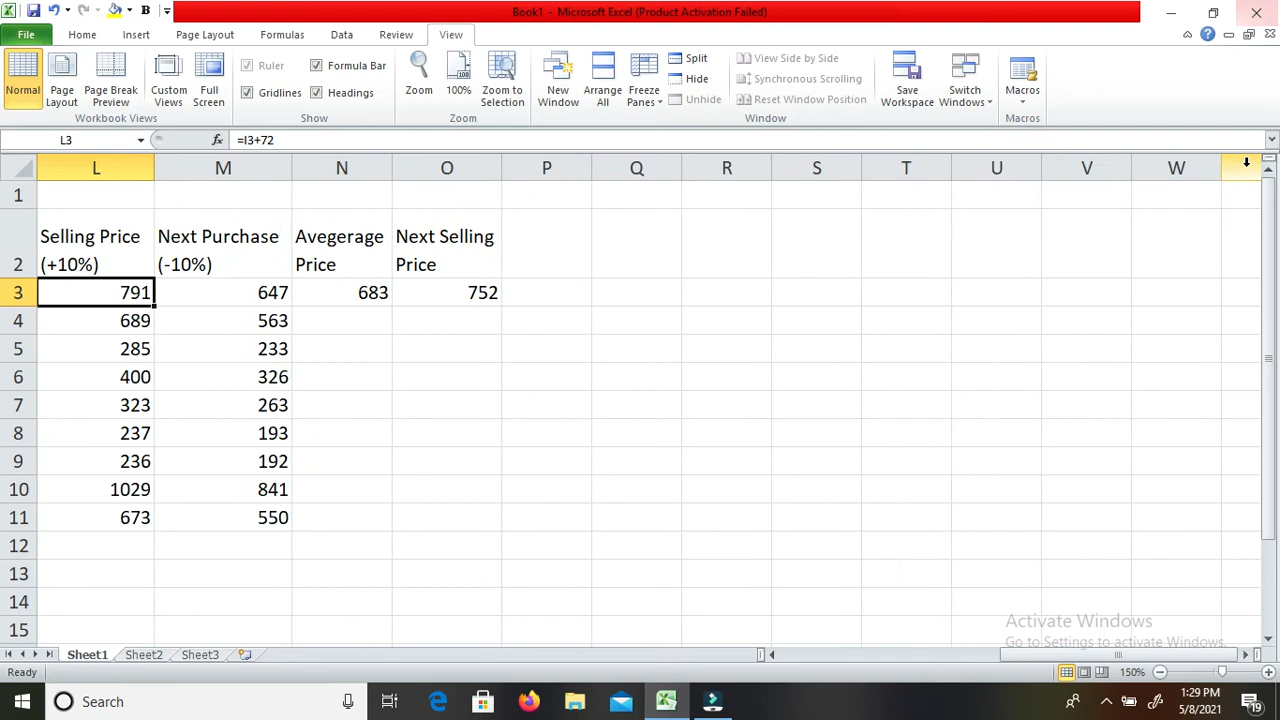 B
Book1 - Microsoft Excel (Product Activation Failed)
File Home Insert Page Layout Formulas Data Review View
Normal
Page Layout
Page Break Preview
Custom Views
Full Screen
Workbook Views
Ruler
Formula Bar
Gridlines
Headings
Show
Zoom
100%
Zoom to Selection
Zoom
New Window
Arrange All
Freeze Panes
Split
Hide
Unhide
View Side by Side
Synchronous Scrolling
Reset Window Position
Window
Save Workspace
Switch Windows
Macros
Macros
L3 fx =I3+72
L M N O P Q R S T U V W
1
2 Selling Price (+10%) Next Purchase (-10%) Avegerage Price Next Selling Price
3 791 647 683 752
4 689 563
5 285 233
6 400 326
7 323 263
8 237 193
9 236 192
10 1029 841
11 673 550
12
13
14
15
Activate Windows
Go to Settings to activate Windows.
Sheet1 Sheet2 Sheet3
Ready 150%
Search
1:29 PM
5/8/2021
19